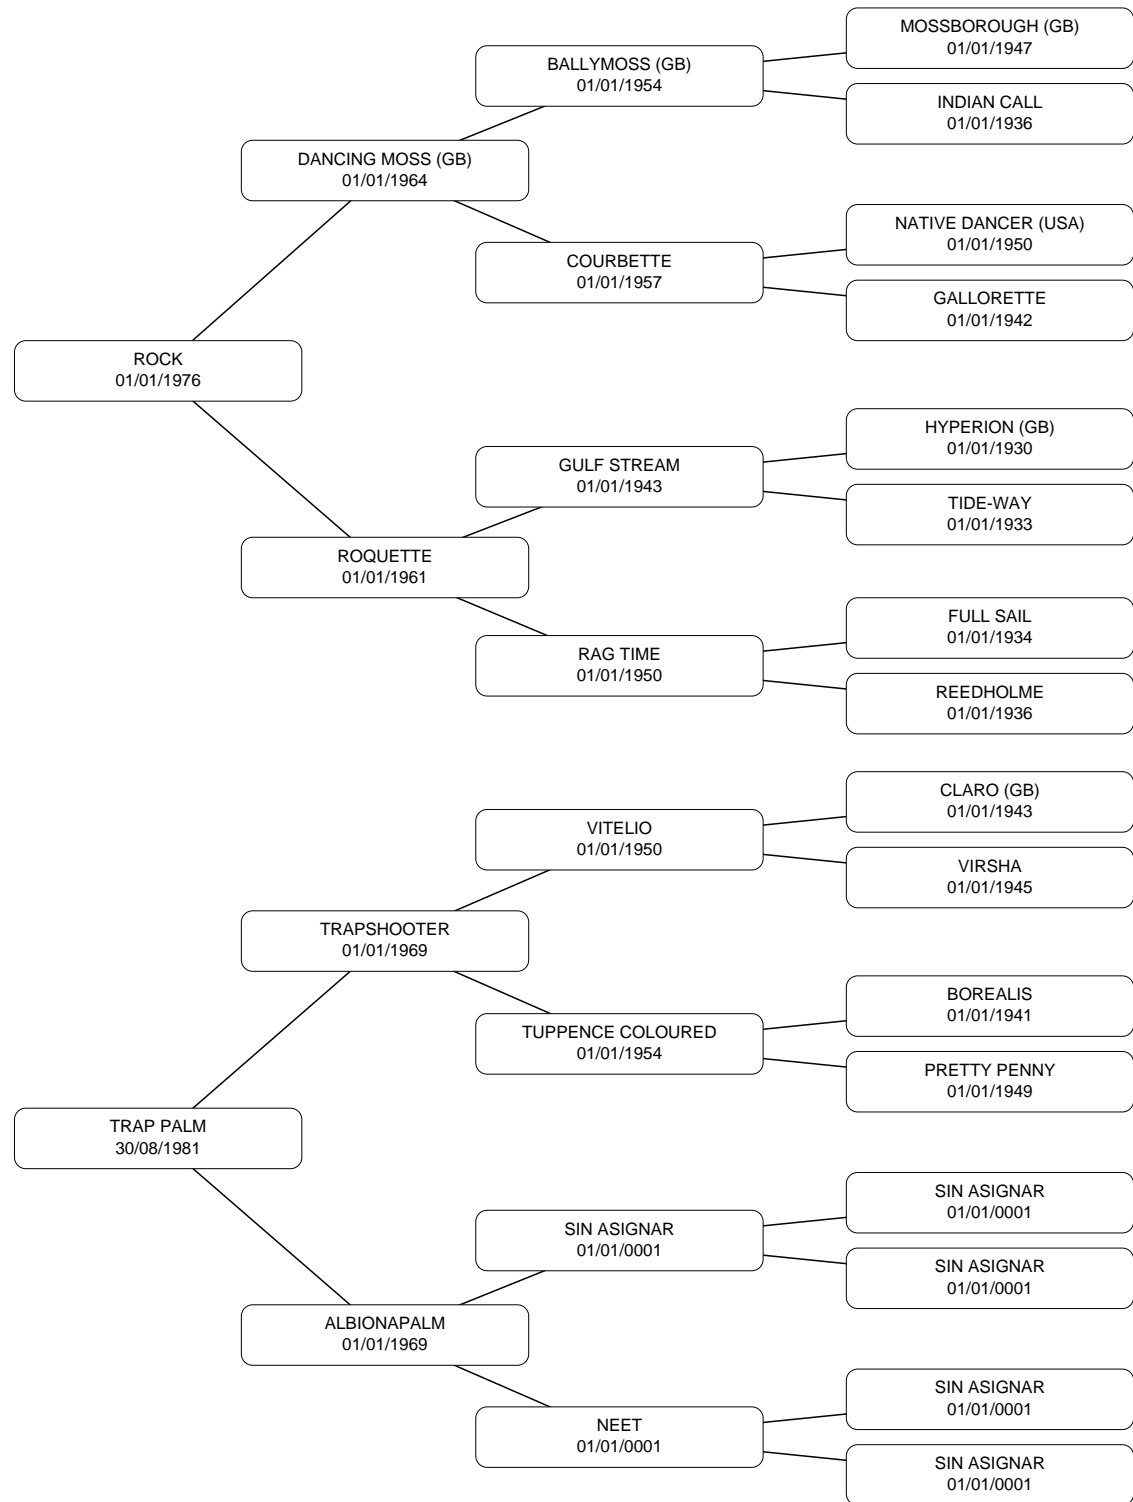 MOSSBOROUGH (GB)
01/01/1947
BALLYMOSS (GB)
01/01/1954
INDIAN CALL
01/01/1936
DANCING MOSS (GB)
01/01/1964
NATIVE DANCER (USA)
01/01/1950
COURBETTE
01/01/1957
GALLORETTE
01/01/1942
ROCK
01/01/1976
HYPERION (GB)
01/01/1930
GULF STREAM
01/01/1943
TIDE-WAY
01/01/1933
ROQUETTE
01/01/1961
FULL SAIL
01/01/1934
RAG TIME
01/01/1950
REEDHOLME
01/01/1936
CLARO (GB)
01/01/1943
VITELIO
01/01/1950
VIRSHA
01/01/1945
TRAPSHOOTER
01/01/1969
BOREALIS
01/01/1941
TUPPENCE COLOURED
01/01/1954
PRETTY PENNY
01/01/1949
TRAP PALM
30/08/1981
SIN ASIGNAR
01/01/0001
SIN ASIGNAR
01/01/0001
SIN ASIGNAR
01/01/0001
ALBIONAPALM
01/01/1969
SIN ASIGNAR
01/01/0001
NEET
01/01/0001
SIN ASIGNAR
01/01/0001